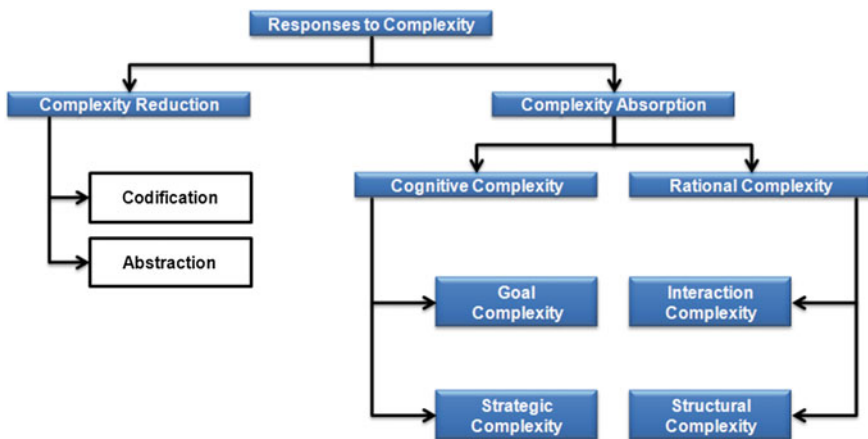 Responses to Complexity
Complexity Reduction
Complexity Absorption
Cognitive Complexity
Rational Complexity
Codification
Abstraction
Goal
Complexity
Interaction
Complexity
Strategic
Complexity
Structural
Complexity